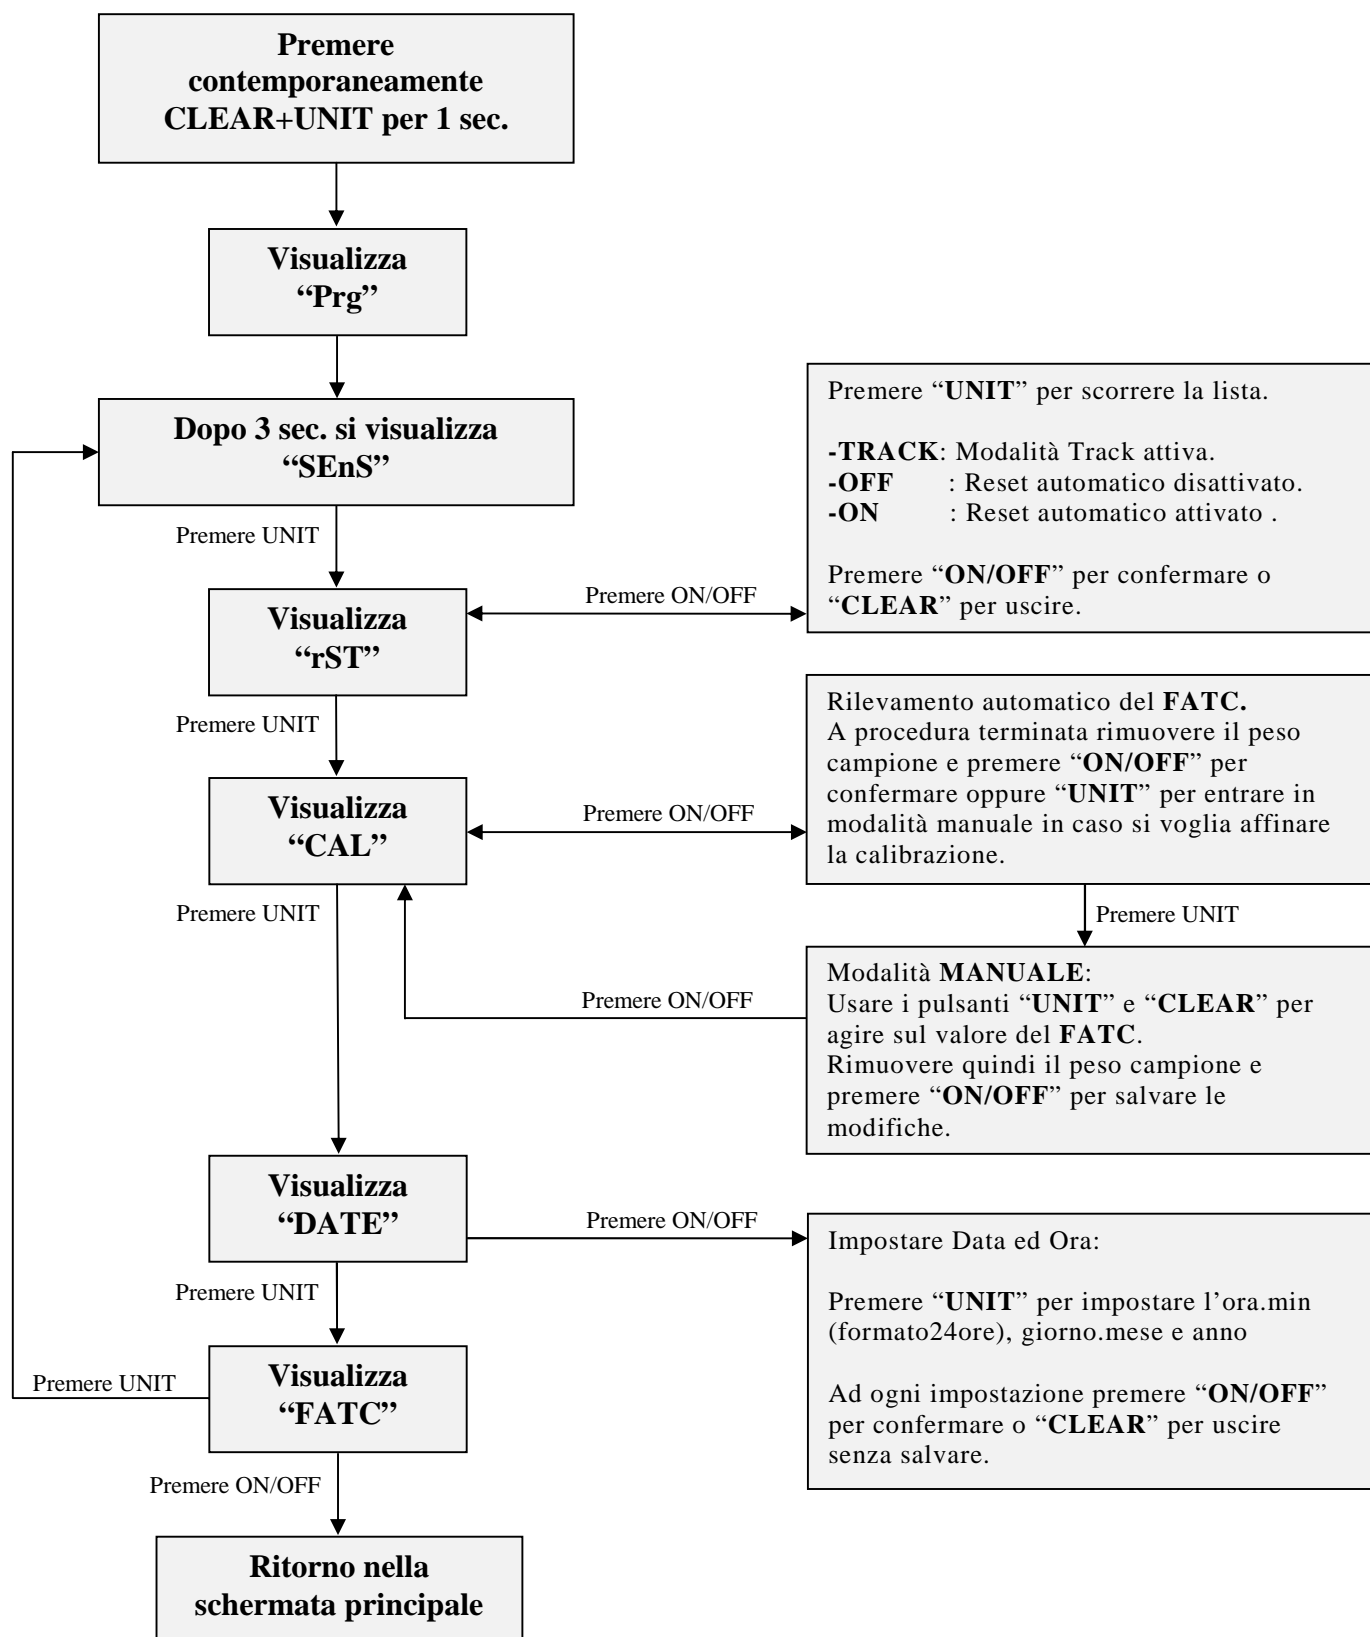 Premere
contemporaneamente
CLEAR+UNIT per 1 sec.
Visualizza
“Prg”
Dopo 3 sec. si visualizza
“SEnS”
Premere UNIT
Visualizza
“rST”
Premere ON/OFF
Premere “UNIT” per scorrere la lista.
-TRACK: Modalità Track attiva.
-OFF : Reset automatico disattivato.
-ON : Reset automatico attivato .
Premere “ON/OFF” per confermare o
“CLEAR” per uscire.
Premere UNIT
Visualizza
“CAL”
Premere ON/OFF
Rilevamento automatico del FATC.
A procedura terminata rimuovere il peso
campione e premere “ON/OFF” per
confermare oppure “UNIT” per entrare in
modalità manuale in caso si voglia affinare
la calibrazione.
Premere UNIT
Premere UNIT
Premere ON/OFF
Modalità MANUALE:
Usare i pulsanti “UNIT” e “CLEAR” per
agire sul valore del FATC.
Rimuovere quindi il peso campione e
premere “ON/OFF” per salvare le
modifiche.
Visualizza
“DATE”
Premere ON/OFF
Impostare Data ed Ora:
Premere “UNIT” per impostare l’ora.min
(formato24ore), giorno.mese e anno
Ad ogni impostazione premere “ON/OFF”
per confermare o “CLEAR” per uscire
senza salvare.
Premere UNIT
Visualizza
“FATC”
Premere UNIT
Premere ON/OFF
Ritorno nella
schermata principale